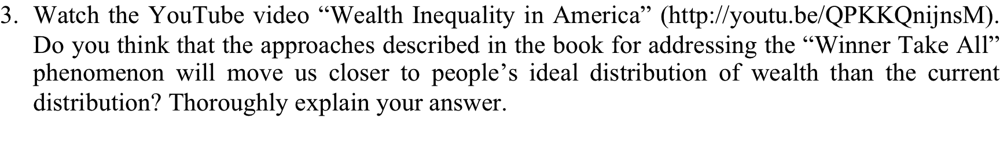 3. Watch the YouTube video “Wealth Inequality in America” (http://youtu.be/QPKKQnijnsM).
Do you think that the approaches described in the book for addressing the “Winner Take All”
phenomenon will move us closer to people’s ideal distribution of wealth than the current
distribution? Thoroughly explain your answer.